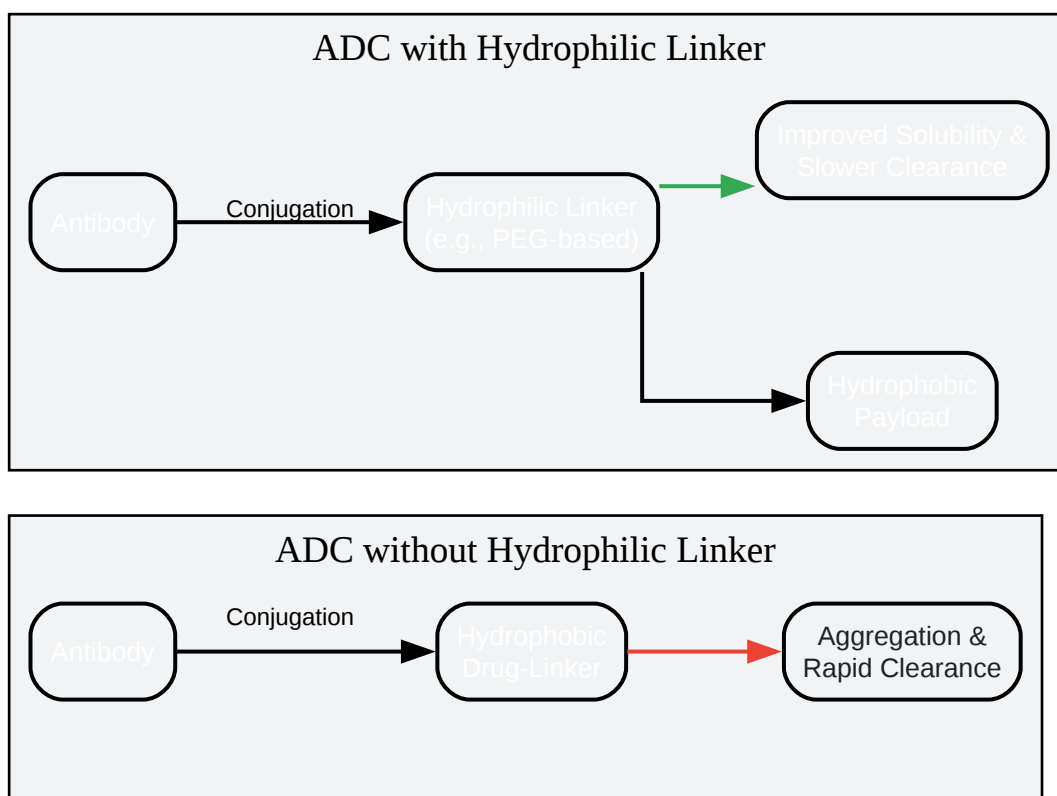 ADC with Hydrophilic Linker
Improved Solubility &
Slower Clearance
Antibody
Conjugation
Hydrophilic Linker
(e.g., PEG-based)
Hydrophobic
Payload
ADC without Hydrophilic Linker
Antibody
Conjugation
Hydrophobic
Drug-Linker
Aggregation &
Rapid Clearance